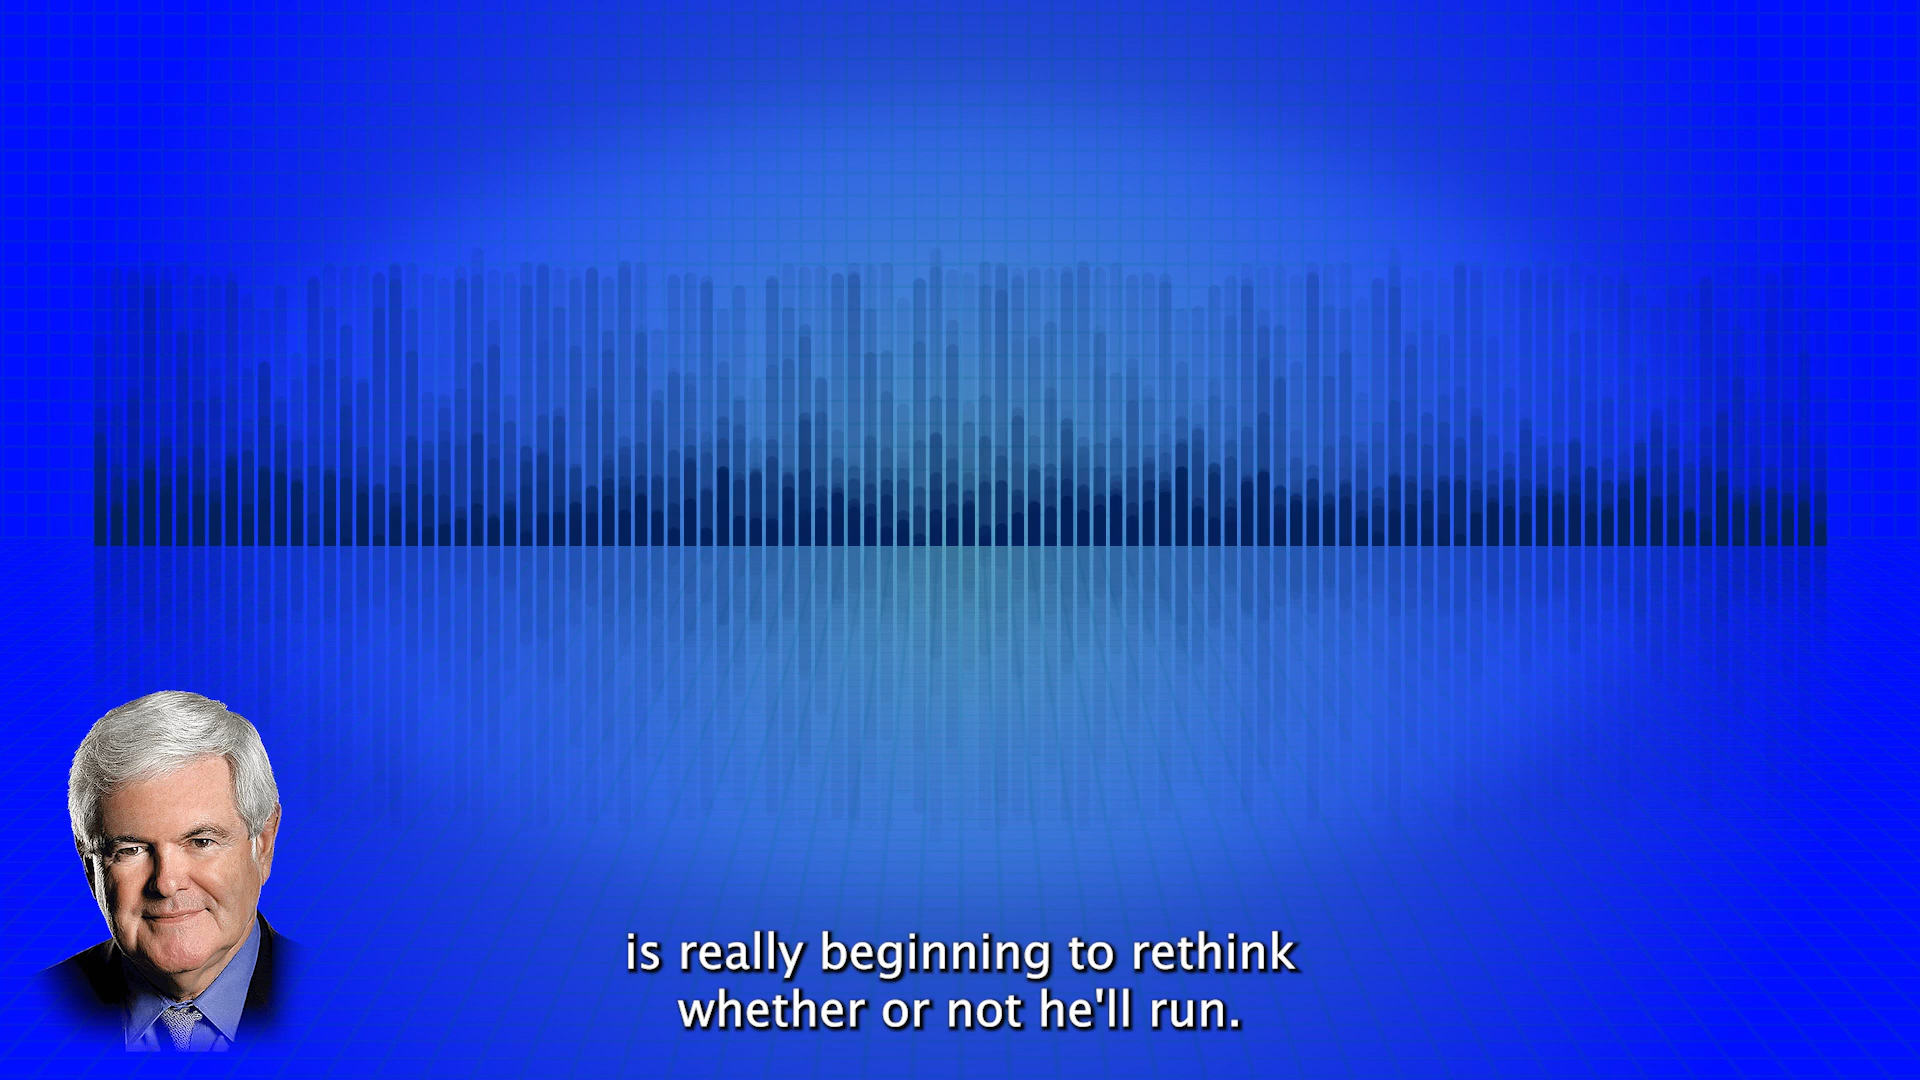 is really beginning to rethink
whether or not he'll run.